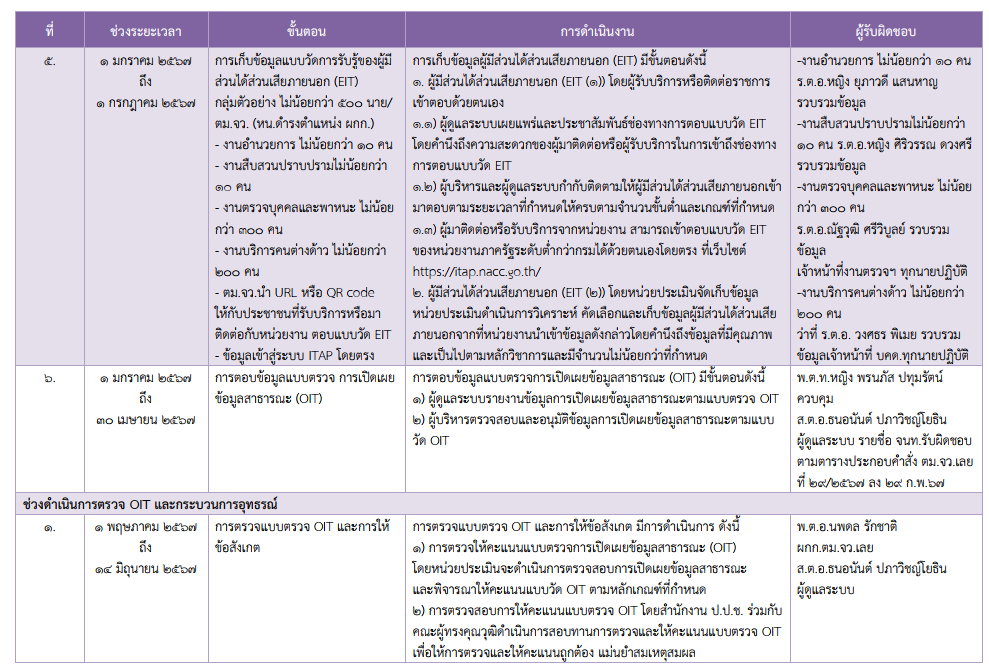 ที่ ช่วงระยะเวลา ขั้นตอน การดำเนินงาน ผู้รับผิดชอบ
๕.
๑ มกราคม ๒๕๖๗
ถึง
๑ กรกฎาคม ๒๕๖๗
การเก็บข้อมูลแบบวัดการรับรู้ของผู้มี
ส่วนได้ส่วนเสียภายนอก (EIT)
กลุ่มตัวอย่าง ไม่น้อยกว่า ๕๐๐ นาย/
ตม.จว. (หน.ดำรงตำแหน่ง ผกก.)
- งานอำนวยการ ไม่น้อยกว่า ๑๐ คน
- งานสืบสวนปราบปรามไม่น้อยกว่า
๑๐ คน
- งานตรวจบุคคลและพาหนะ ไม่น้อย
กว่า ๓๐๐ คน
- งานบริการคนต่างด้าว ไม่น้อยกว่า
๒๐๐ คน
- ตม.จว.นำ URL หรือ QR code
ให้กับประชาชนที่รับบริการหรือมา
ติดต่อกับหน่วยงาน ตอบแบบวัด EIT
- ข้อมูลเข้าสู่ระบบ ITAP โดยตรง
การเก็บข้อมูลผู้มีส่วนได้ส่วนเสียภายนอก (EIT) มีขั้นตอนดังนี้
๑. ผู้มีส่วนได้ส่วนเสียภายนอก (EIT (๑)) โดยผู้รับบริการหรือติดต่อราชการ
เข้าตอบด้วยตนเอง
๑.๑) ผู้ดูแลระบบเผยแพร่และประชาสัมพันธ์ช่องทางการตอบแบบวัด EIT
โดยคำนึงถึงความสะดวกของผู้มาติดต่อหรือผู้รับบริการในการเข้าถึงช่องทาง
การตอบแบบวัด EIT
๑.๒) ผู้บริหารและผู้ดูแลระบบกำกับติดตามให้ผู้มีส่วนได้ส่วนเสียภายนอกเข้า
มาตอบตามระยะเวลาที่กำหนดให้ครบตามจำนวนขั้นต่ำและเกณฑ์ที่กำหนด
๑.๓) ผู้มาติดต่อหรือรับบริการจากหน่วยงาน สามารถเข้าตอบแบบวัด EIT
ของหน่วยงานภาครัฐระดับต่ำกว่ากรมได้ด้วยตนเองโดยตรง ที่เว็บไซต์
https://itap.nacc.go.th/
๒. ผู้มีส่วนได้ส่วนเสียภายนอก (EIT (๒)) โดยหน่วยประเมินจัดเก็บข้อมูล
หน่วยประเมินดำเนินการวิเคราะห์ คัดเลือกและเก็บข้อมูลผู้มีส่วนได้ส่วนเสีย
ภายนอกจากที่หน่วยงานนำเข้าข้อมูลดังกล่าวโดยคำนึงถึงข้อมูลที่มีคุณภาพ
และเป็นไปตามหลักวิชาการและมีจำนวนไม่น้อยกว่าที่กำหนด
-งานอำนวยการ ไม่น้อยกว่า ๑๐ คน
ร.ต.อ.หญิง ยุภาวดี แสนหาญ
รวบรวมข้อมูล
-งานสืบสวนปราบปรามไม่น้อยกว่า
๑๐ คน ร.ต.อ.หญิง ศิริวรรณ ดวงศรี
รวบรวมข้อมูล
-งานตรวจบุคคลและพาหนะ ไม่น้อย
กว่า ๓๐๐ คน
ร.ต.อ.ณัฐวุฒิ ศรีวิบูลย์ รวบรวม
ข้อมูล
เจ้าหน้าที่งานตรวจฯ ทุกนายปฏิบัติ
-งานบริการคนต่างด้าว ไม่น้อยกว่า
๒๐๐ คน
ว่าที่ ร.ต.อ. วงศธร พิเมย รวบรวม
ข้อมูลเจ้าหน้าที่ บคด.ทุกนายปฏิบัติ
๖.
๑ มกราคม ๒๕๖๗
ถึง
๓๐ เมษายน ๒๕๖๗
การตอบข้อมูลแบบตรวจ การเปิดเผย
ข้อมูลสาธารณะ (OIT)
การตอบข้อมูลแบบตรวจการเปิดเผยข้อมูลสาธารณะ (OIT) มีขั้นตอนดังนี้
๑) ผู้ดูแลระบบรายงานข้อมูลการเปิดเผยข้อมูลสาธารณะตามแบบตรวจ OIT
๒) ผู้บริหารตรวจสอบและอนุมัติข้อมูลการเปิดเผยข้อมูลสาธารณะตามแบบ
วัด OIT
พ.ต.ท.หญิง พรนภัส ปทุมรัตน์
ควบคุม
ส.ต.อ.ธนอนันต์ ปภาวิชญ์โยธิน
ผู้ดูแลระบบ รายชื่อ จนท.รับผิดชอบ
ตามตารางประกอบคำสั่ง ตม.จว.เลย
ที่ ๒๙/๒๕๖๗ ลง ๒๙ ก.พ.๖๗
ช่วงดำเนินการตรวจ OIT และกระบวนการอุทธรณ์
๑.
๑ พฤษภาคม ๒๕๖๗
ถึง
๑๔ มิถุนายน ๒๕๖๗
การตรวจแบบตรวจ OIT และการให้
ข้อสังเกต
การตรวจแบบตรวจ OIT และการให้ข้อสังเกต มีการดำเนินการ ดังนี้
๑) การตรวจให้คะแนนแบบตรวจการเปิดเผยข้อมูลสาธารณะ (OIT)
โดยหน่วยประเมินจะดำเนินการตรวจสอบการเปิดเผยข้อมูลสาธารณะ
และพิจารณาให้คะแนนแบบวัด OIT ตามหลักเกณฑ์ที่กำหนด
๒) การตรวจสอบการให้คะแนนแบบตรวจ OIT โดยสำนักงาน ป.ป.ช. ร่วมกับ
คณะผู้ทรงคุณวุฒิดำเนินการสอบทานการตรวจและให้คะแนนแบบตรวจ OIT
เพื่อให้การตรวจและให้คะแนนถูกต้อง แม่นยำสมเหตุสมผล
พ.ต.อ.นพดล รักชาติ
ผกก.ตม.จว.เลย
ส.ต.อ.ธนอนันต์ ปภาวิชญ์โยธิน
ผู้ดูแลระบบ